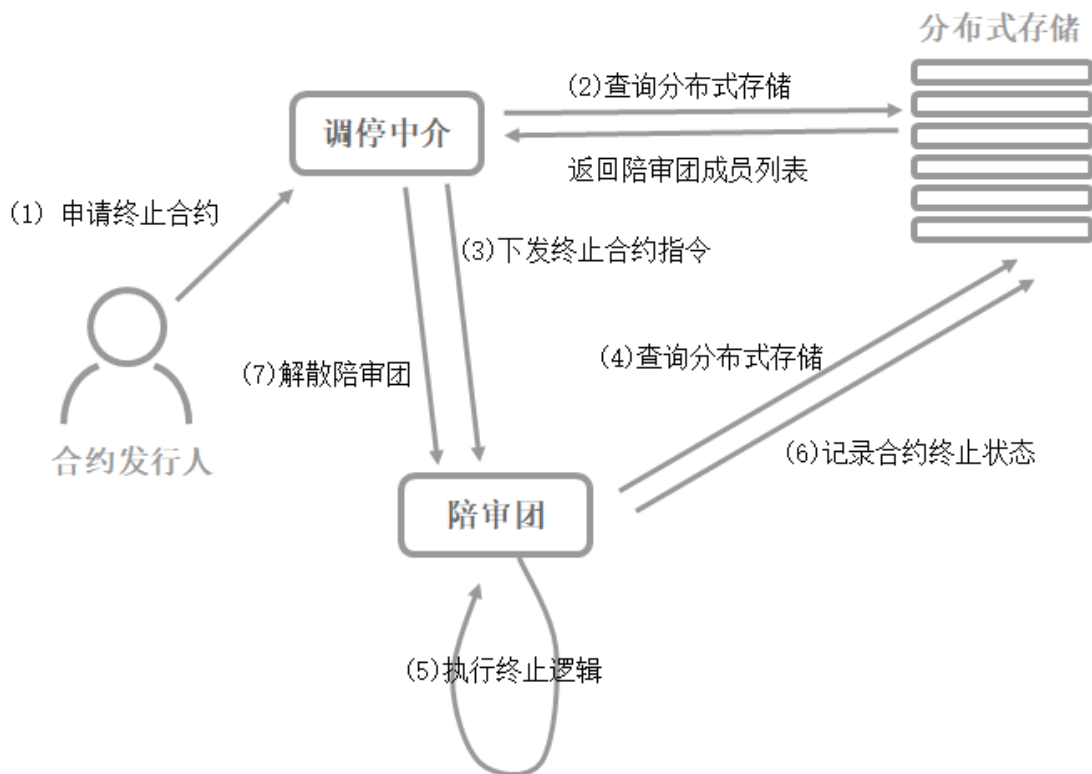 分布式存储
(2)查询分布式存储
调停中介
返回陪审团成员列表
(1) 申请终止合约
(3)下发终止合约指令
(4)查询分布式存储
(7)解散陪审团
合约发行人
(6)记录合约终止状态
陪审团
(5)执行终止逻辑